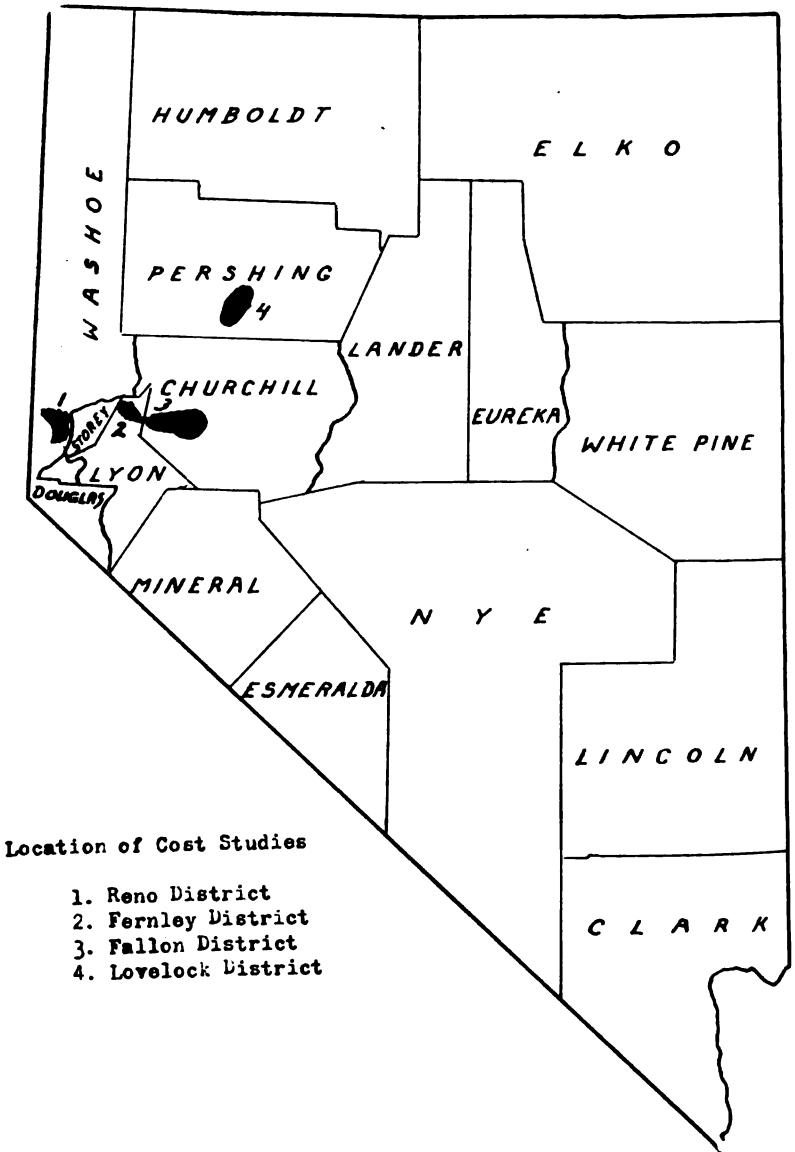 HUMBOLDT
ELKO
WASHOE
PERSHING
4
LANDER
1
3
CHURCHILL
STOREY
2
EUREKA
WHITE PINE
LYON
DOUGLAS
MINERAL
NYE
ESMERALDA
LINCOLN
Location of Cost Studies
1. Reno District
2. Fernley District
3. Fallon District
4. Lovelock District
CLARK